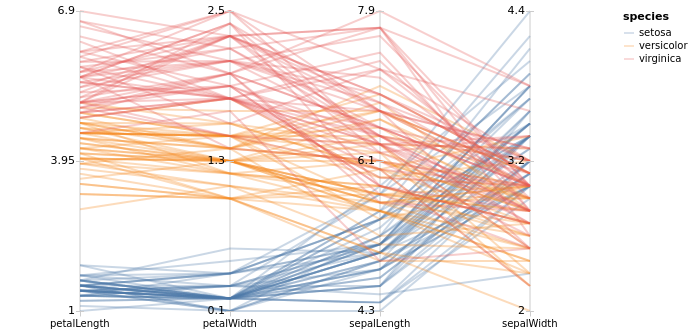 6.9
2.5
7.9
4.4
species
setosa
versicolor
virginica
3.95
1.3
6.1
3.2
1
0.1
4.3
2
petalLength
petalWidth
sepalLength
sepalWidth